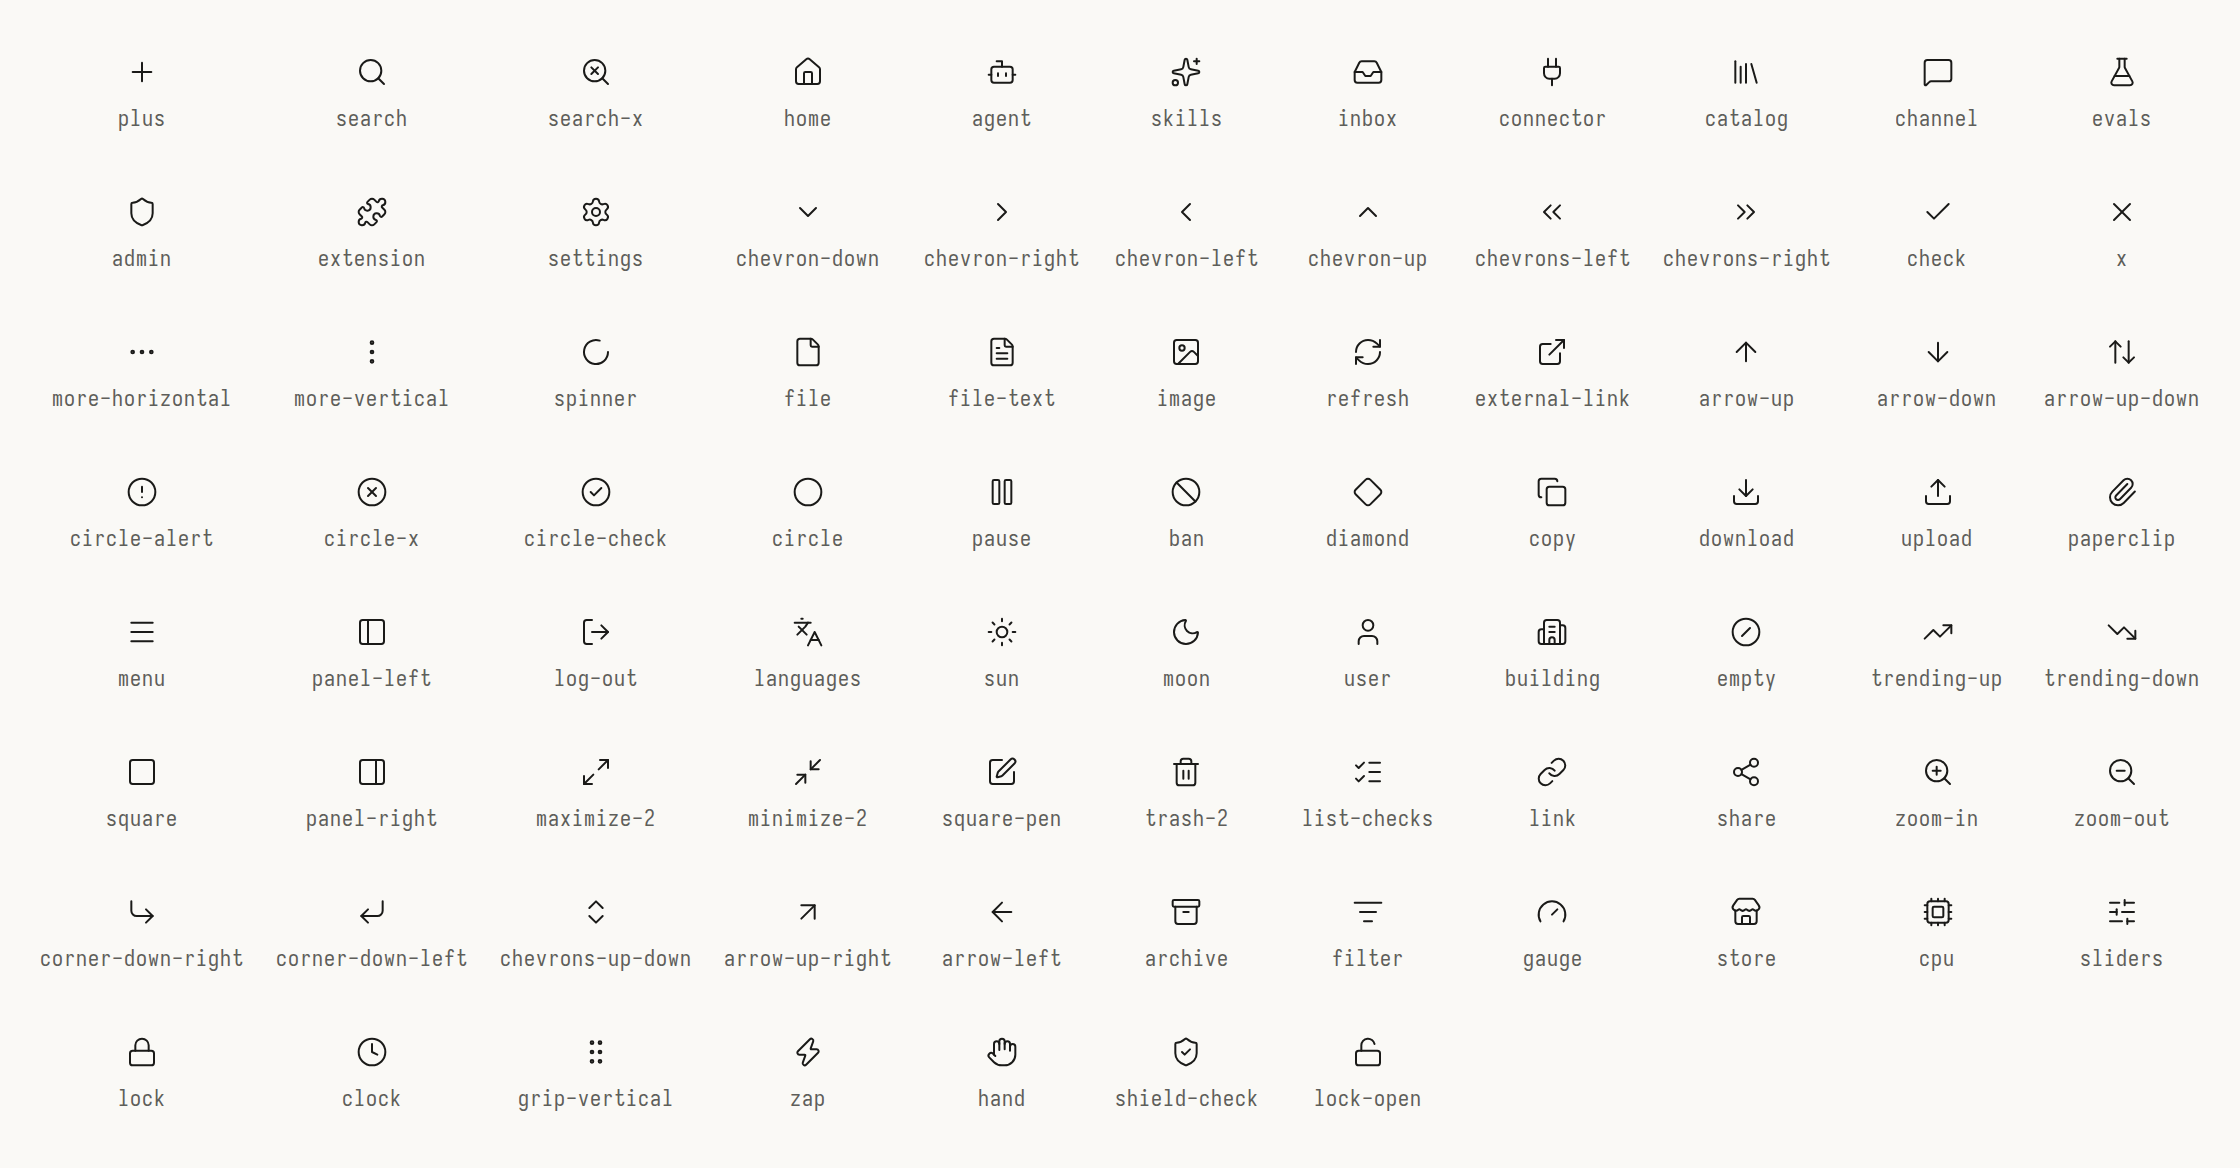 plus search search-x home agent skills inbox connector catalog channel evals
admin extension settings chevron-down chevron-right chevron-left chevron-up chevrons-left chevrons-right check x
more-horizontal more-vertical spinner file file-text image refresh external-link arrow-up arrow-down arrow-up-down
circle-alert circle-x circle-check circle pause ban diamond copy download upload paperclip
menu panel-left log-out languages sun moon user building empty trending-up trending-down
square panel-right maximize-2 minimize-2 square-pen trash-2 list-checks link share zoom-in zoom-out
corner-down-right corner-down-left chevrons-up-down arrow-up-right arrow-left archive filter gauge store cpu sliders
lock clock grip-vertical zap hand shield-check lock-open